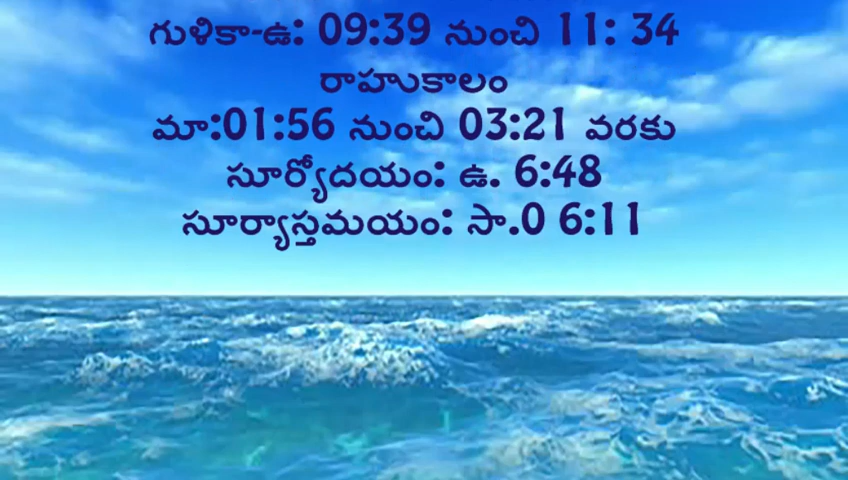 గుళికా-ఉ: 09:39 నుంచి 11: 34
రాహుకాలం
మా:01:56 నుంచి 03:21 వరకు
సూర్యోదయం: ఉ. 6:48
సూర్యాస్తమయం: సా.0 6:11